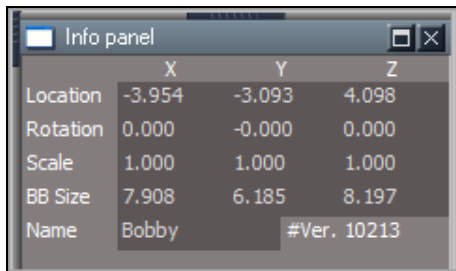 Info panel
X Y Z
Location -3.954 -3.093 4.098
Rotation 0.000 -0.000 0.000
Scale 1.000 1.000 1.000
BB Size 7.908 6.185 8.197
Name Bobby #Ver. 10213